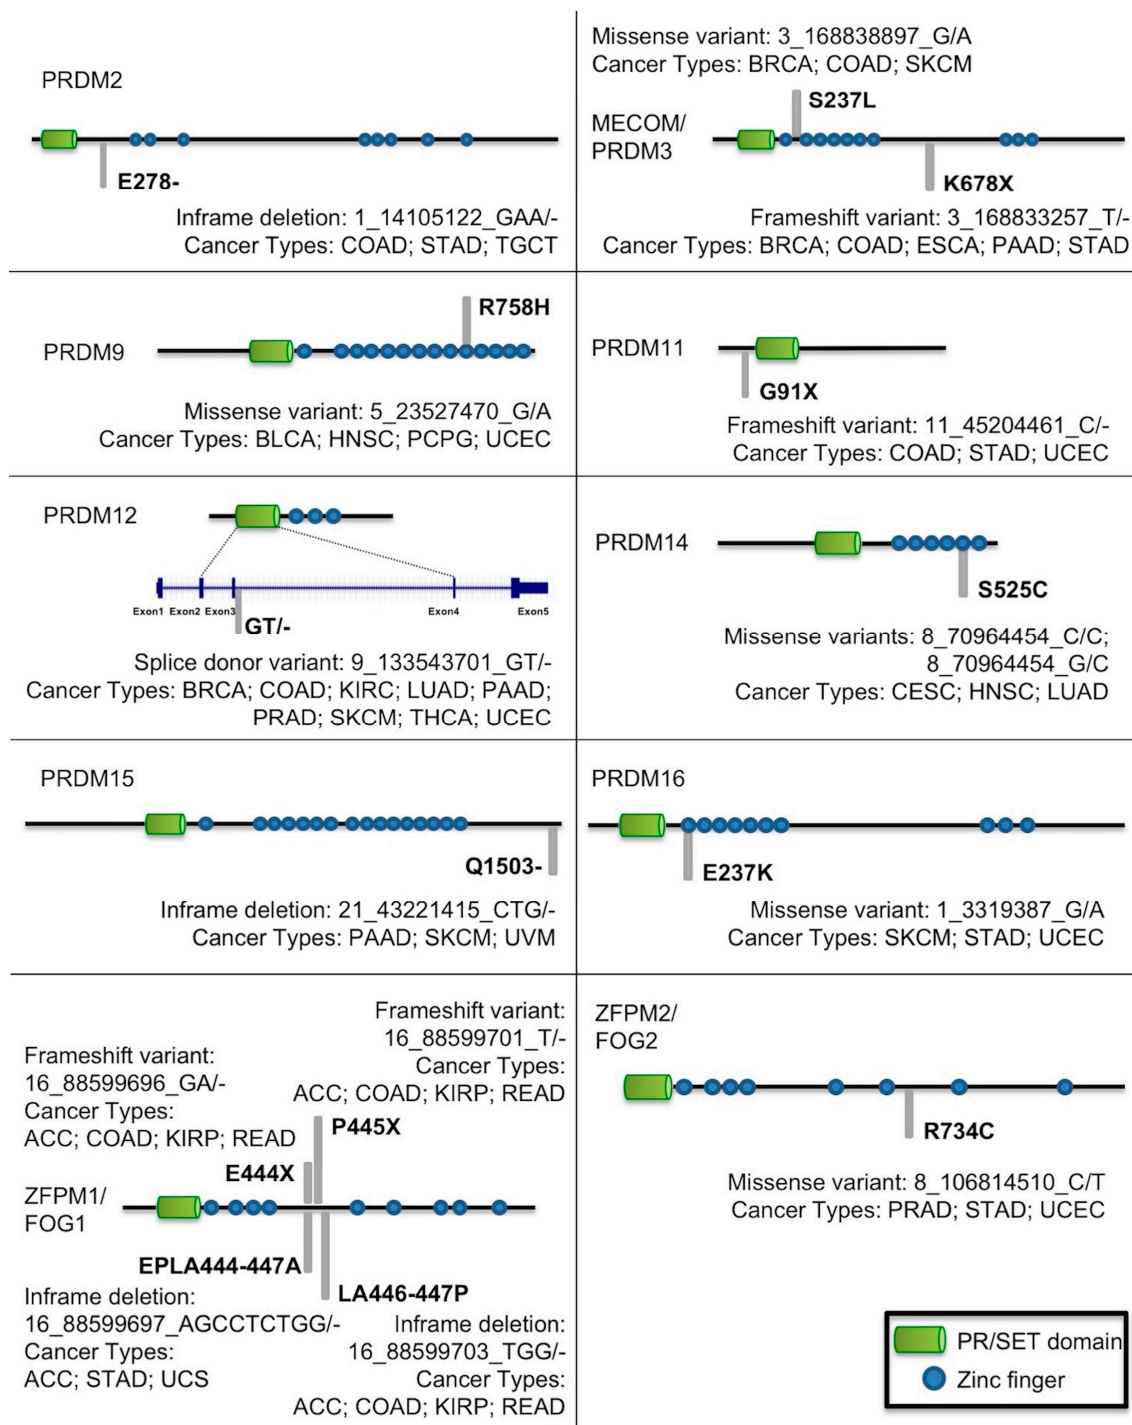 PRDM2
E278-
Inframe deletion: 1_14105122_GAA/-
Cancer Types: COAD; STAD; TGCT
Missense variant: 3_168838897_G/A
Cancer Types: BRCA; COAD; SKCM
S237L
MECOM/
PRDM3
K678X
Frameshift variant: 3_168833257_T/-
Cancer Types: BRCA; COAD; ESCA; PAAD; STAD
R758H
PRDM9
Missense variant: 5_23527470_G/A
Cancer Types: BLCA; HNSC; PCPG; UCEC
PRDM11
G91X
Frameshift variant: 11_45204461_C/-
Cancer Types: COAD; STAD; UCEC
PRDM12
Exon1 Exon2 Exon3 Exon4 Exon5
GT/-
Splice donor variant: 9_133543701_GT/-
Cancer Types: BRCA; COAD; KIRC; LUAD; PAAD;
PRAD; SKCM; THCA; UCEC
PRDM14
S525C
Missense variants: 8_70964454_C/C;
8_70964454_G/C
Cancer Types: CESC; HNSC; LUAD
PRDM15
Q1503-
Inframe deletion: 21_43221415_CTG/-
Cancer Types: PAAD; SKCM; UVM
PRDM16
E237K
Missense variant: 1_3319387_G/A
Cancer Types: SKCM; STAD; UCEC
Frameshift variant:
16_88599701_T/-
Cancer Types:
ACC; COAD; KIRP; READ
Frameshift variant:
16_88599696_GA/-
Cancer Types:
ACC; COAD; KIRP; READ
P445X
E444X
ZFPM1/
FOG1
EPLA444-447A
LA446-447P
Inframe deletion:
16_88599697_AGCCTCTGG/-
Cancer Types:
ACC; STAD; UCS
Inframe deletion:
16_88599703_TGG/-
Cancer Types:
ACC; COAD; KIRP; READ
ZFPM2/
FOG2
R734C
Missense variant: 8_106814510_C/T
Cancer Types: PRAD; STAD; UCEC
PR/SET domain
Zinc finger